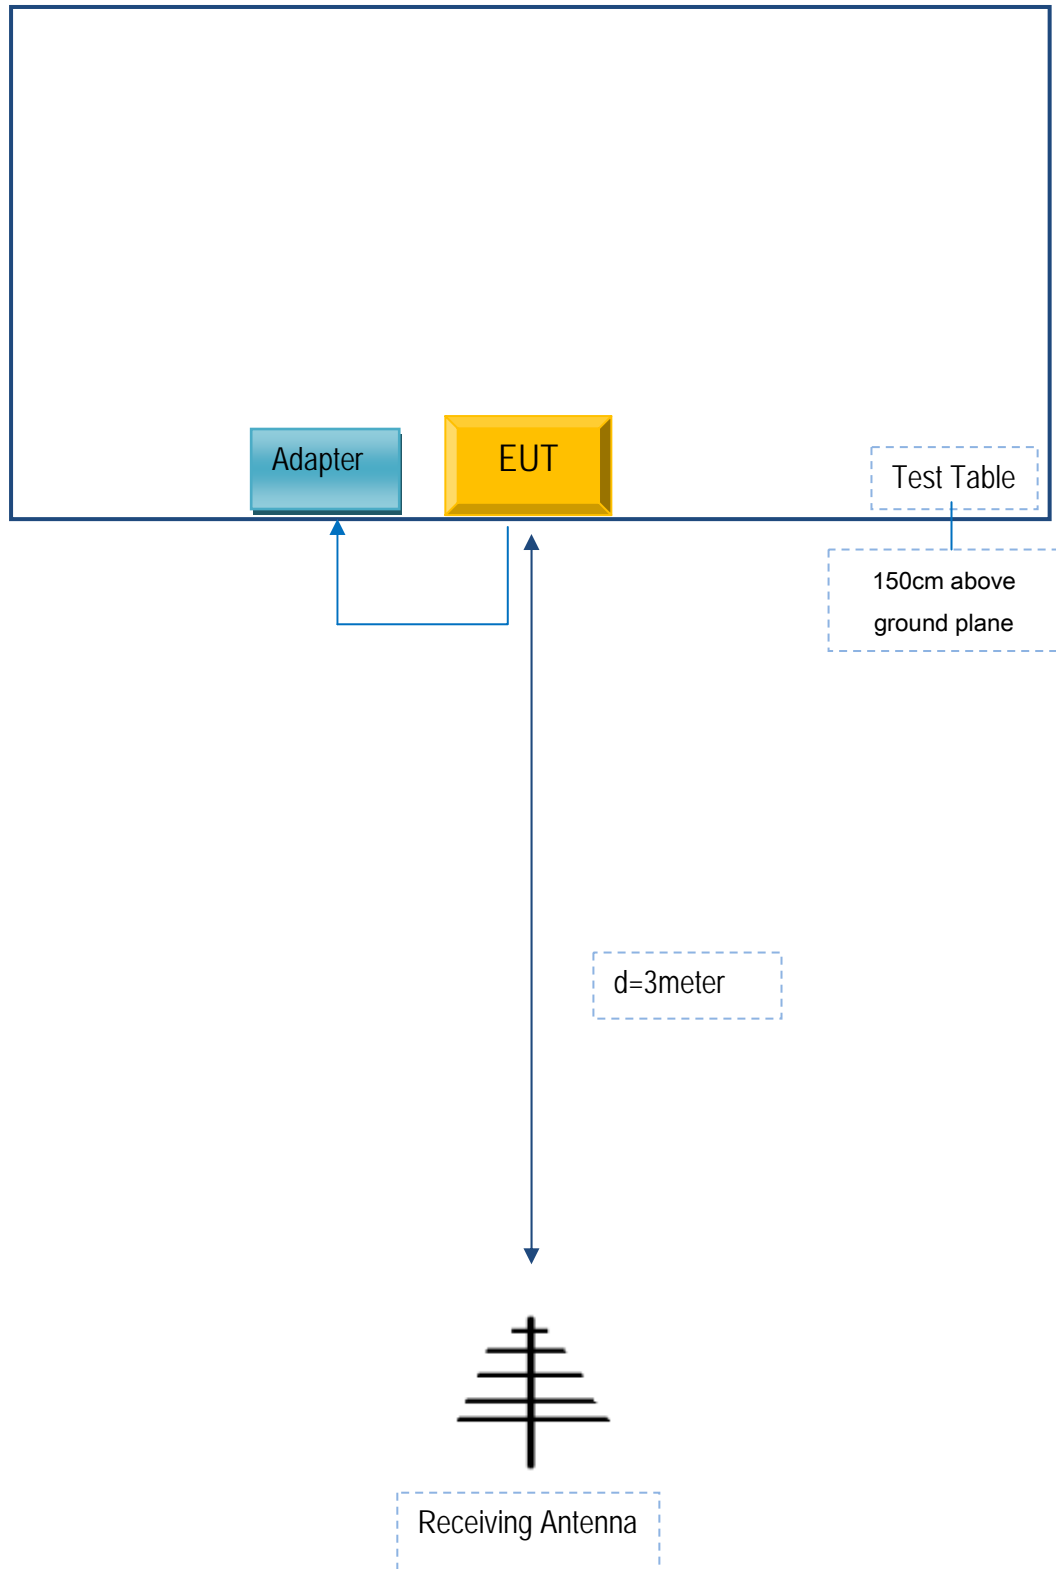 Adapter
EUT
Test Table
150cm above
ground plane
d=3meter
Receiving Antenna